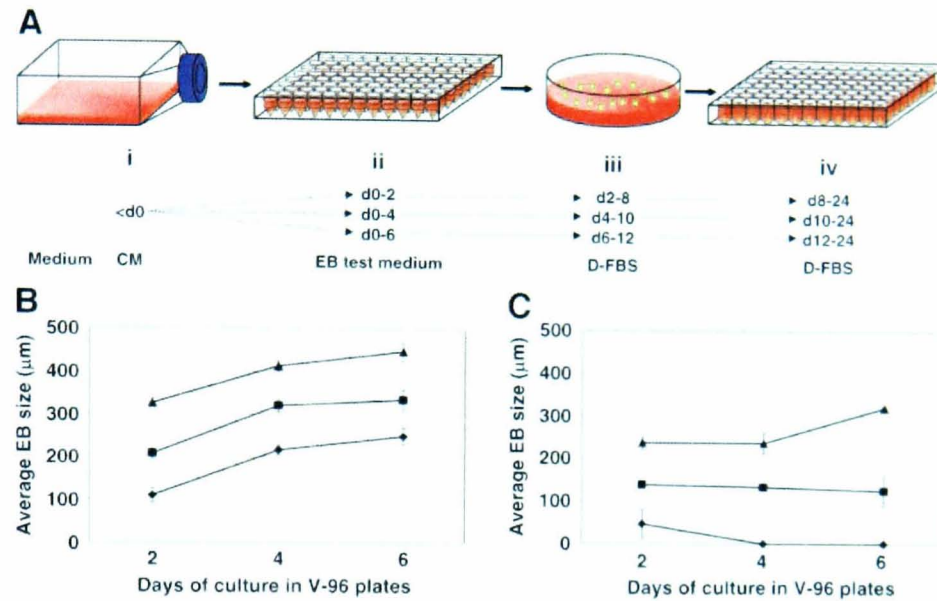 A
i
ii
iii
iv
<d0
d0-2
d0-4
d0-6
d2-8
d4-10
d6-12
d8-24
d10-24
d12-24
Medium CM EB test medium D-FBS D-FBS
B
Average EB size (μm)
500
400
300
200
100
0
2 4 6
Days of culture in V-96 plates
C
Average EB size (μm)
500
400
300
200
100
0
2 4 6
Days of culture in V-96 plates